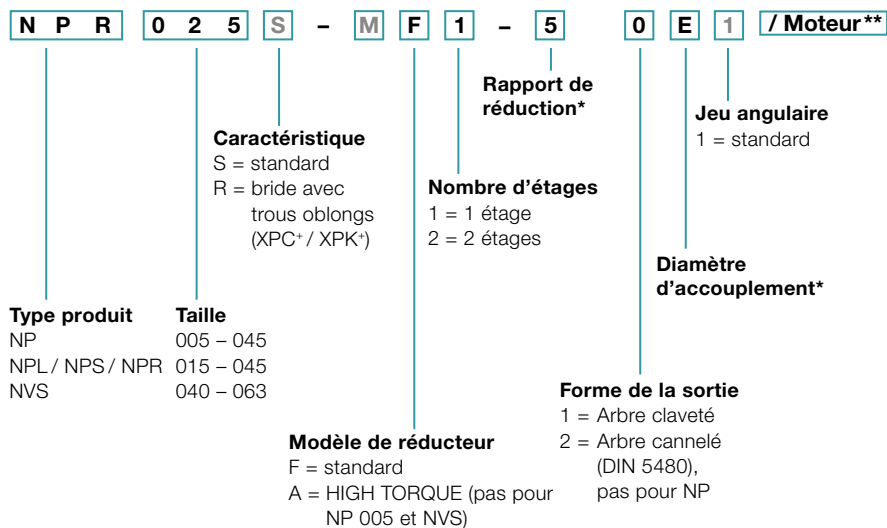 N P R 0 2 5 S – M F 1 – 5 0 E 1 / Moteur**
Rapport de
réduction*
Jeu angulaire
1 = standard
Caractéristique
S = standard
R = bride avec
trous oblongs
(XPC+ / XPK+)
Nombre d'étages
1 = 1 étage
2 = 2 étages
Diamètre
d'accouplement*
Type produit Taille
NP 005 – 045
NPL / NPS / NPR 015 – 045
NVS 040 – 063
Forme de la sortie
1 = Arbre claveté
2 = Arbre cannelé
(DIN 5480),
pas pour NP
Modèle de réducteur
F = standard
A = HIGH TORQUE (pas pour
NP 005 et NVS)